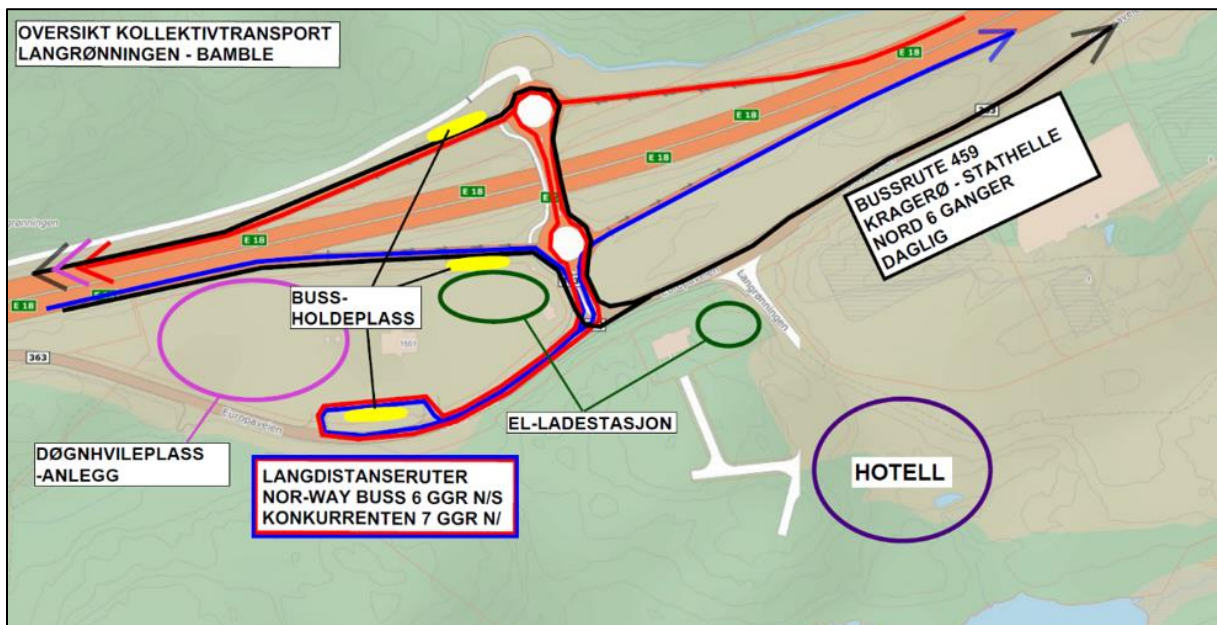 OVERSIKT KOLLEKTIVTRANSPORT
LANGRØNNINGEN - BAMBLE
E 18
E 18
E 18
E 18
E 18
E 18
E 18
E 18
363
BUSSRUTE 459
KRAGERØ - STATHELLE
NORD 6 GANGER
DAGLIG
BUSS-
HOLDEPLASS
Langrønningen
363
Europaveien
EL-LADESTASJON
DØGNHVILEPLASS
-ANLEGG
LANGDISTANSERUTER
NOR-WAY BUSS 6 GGR N/S
KONKURRENTEN 7 GGR N/
HOTELL